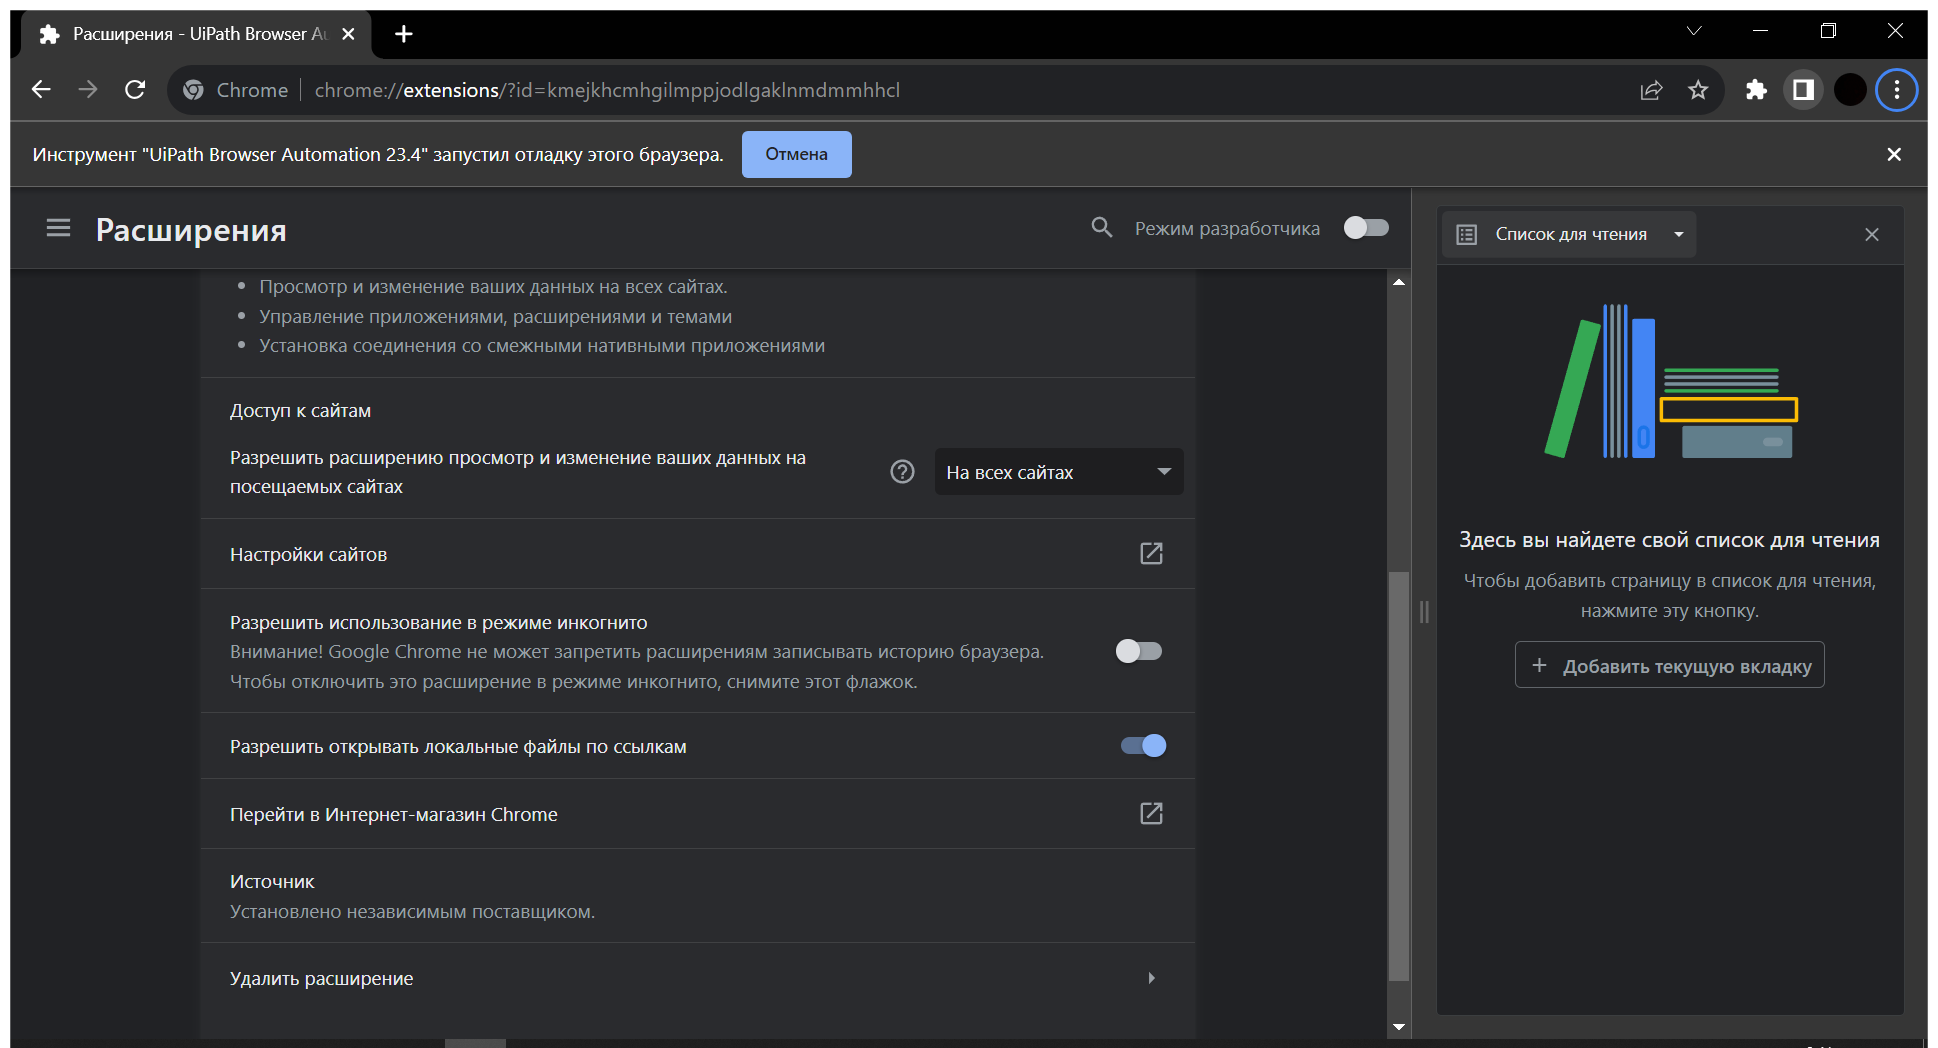 Расширения - UiPath Browser Au
Chrome
chrome://extensions/?id=kmejkhcmhgilmppjodlgaklnmdmmhhcl
Инструмент "UiPath Browser Automation 23.4" запустил отладку этого браузера.
Отмена
Расширения
Режим разработчика
Просмотр и изменение ваших данных на всех сайтах.
Управление приложениями, расширениями и темами
Установка соединения со смежными нативными приложениями
Доступ к сайтам
Разрешить расширению просмотр и изменение ваших данных на
посещаемых сайтах
На всех сайтах
Настройки сайтов
Разрешить использование в режиме инкогнито
Внимание! Google Chrome не может запретить расширениям записывать историю браузера.
Чтобы отключить это расширение в режиме инкогнито, снимите этот флажок.
Разрешить открывать локальные файлы по ссылкам
Перейти в Интернет-магазин Chrome
Источник
Установлено независимым поставщиком.
Удалить расширение
Список для чтения
Здесь вы найдете свой список для чтения
Чтобы добавить страницу в список для чтения,
нажмите эту кнопку.
+ Добавить текущую вкладку